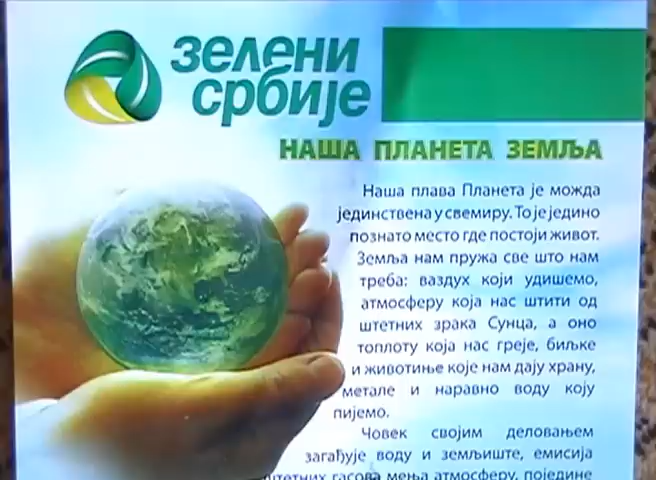 зелени
србије
НАША ПЛАНЕТА ЗЕМЉА
Наша плава Планета је можда
јединствена у свемиру. То је једино
познато место где постоји живот.
Земља нам пружа све што нам
треба: ваздух који удишемо,
атмосферу која нас штити од
штетних зрака Сунца, а оно
топлоту која нас греје, биљке
и животиње које нам дају храну,
метале и наравно воду коју
пијемо.
Човек својим деловањем
загађује воду и земљиште, емисија
штетних гасова мења атмосферу, поједине